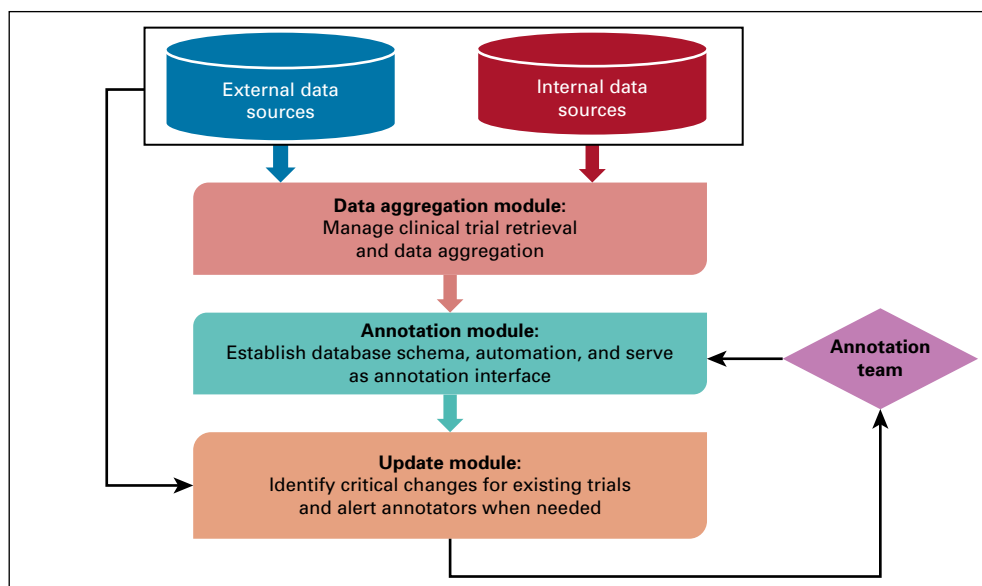 External data
sources
Internal data
sources
Data aggregation module:
Manage clinical trial retrieval
and data aggregation
Annotation module:
Establish database schema, automation, and serve
as annotation interface
Annotation
team
Update module:
Identify critical changes for existing trials
and alert annotators when needed